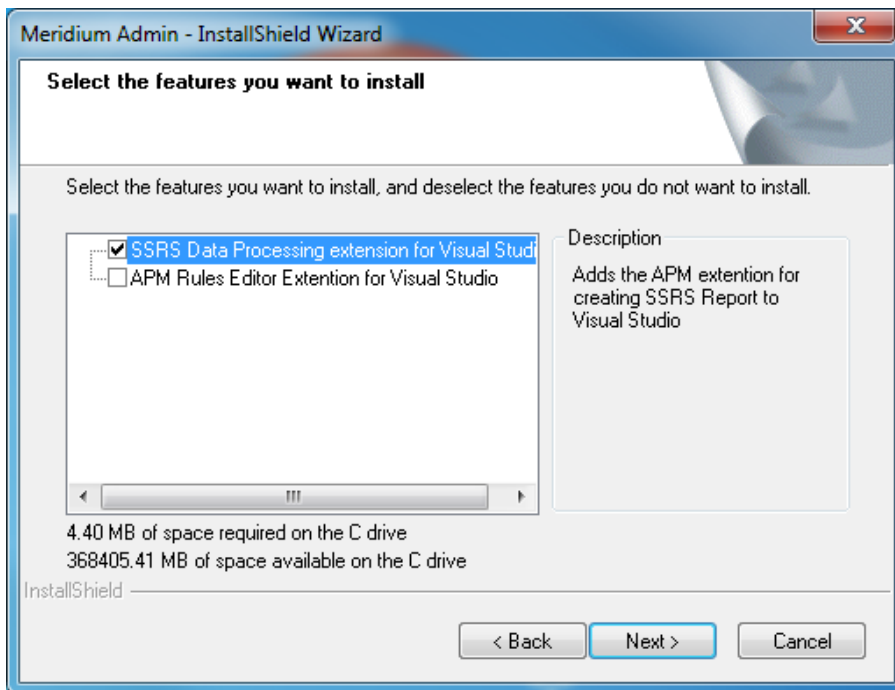 Meridium Admin - InstallShield Wizard
Select the features you want to install
Select the features you want to install, and deselect the features you do not want to install.
SSRS Data Processing extension for Visual Studi
APM Rules Editor Extention for Visual Studio
Description
Adds the APM extention for
creating SSRS Report to
Visual Studio
4.40 MB of space required on the C drive
368405.41 MB of space available on the C drive
InstallShield
< Back
Next >
Cancel